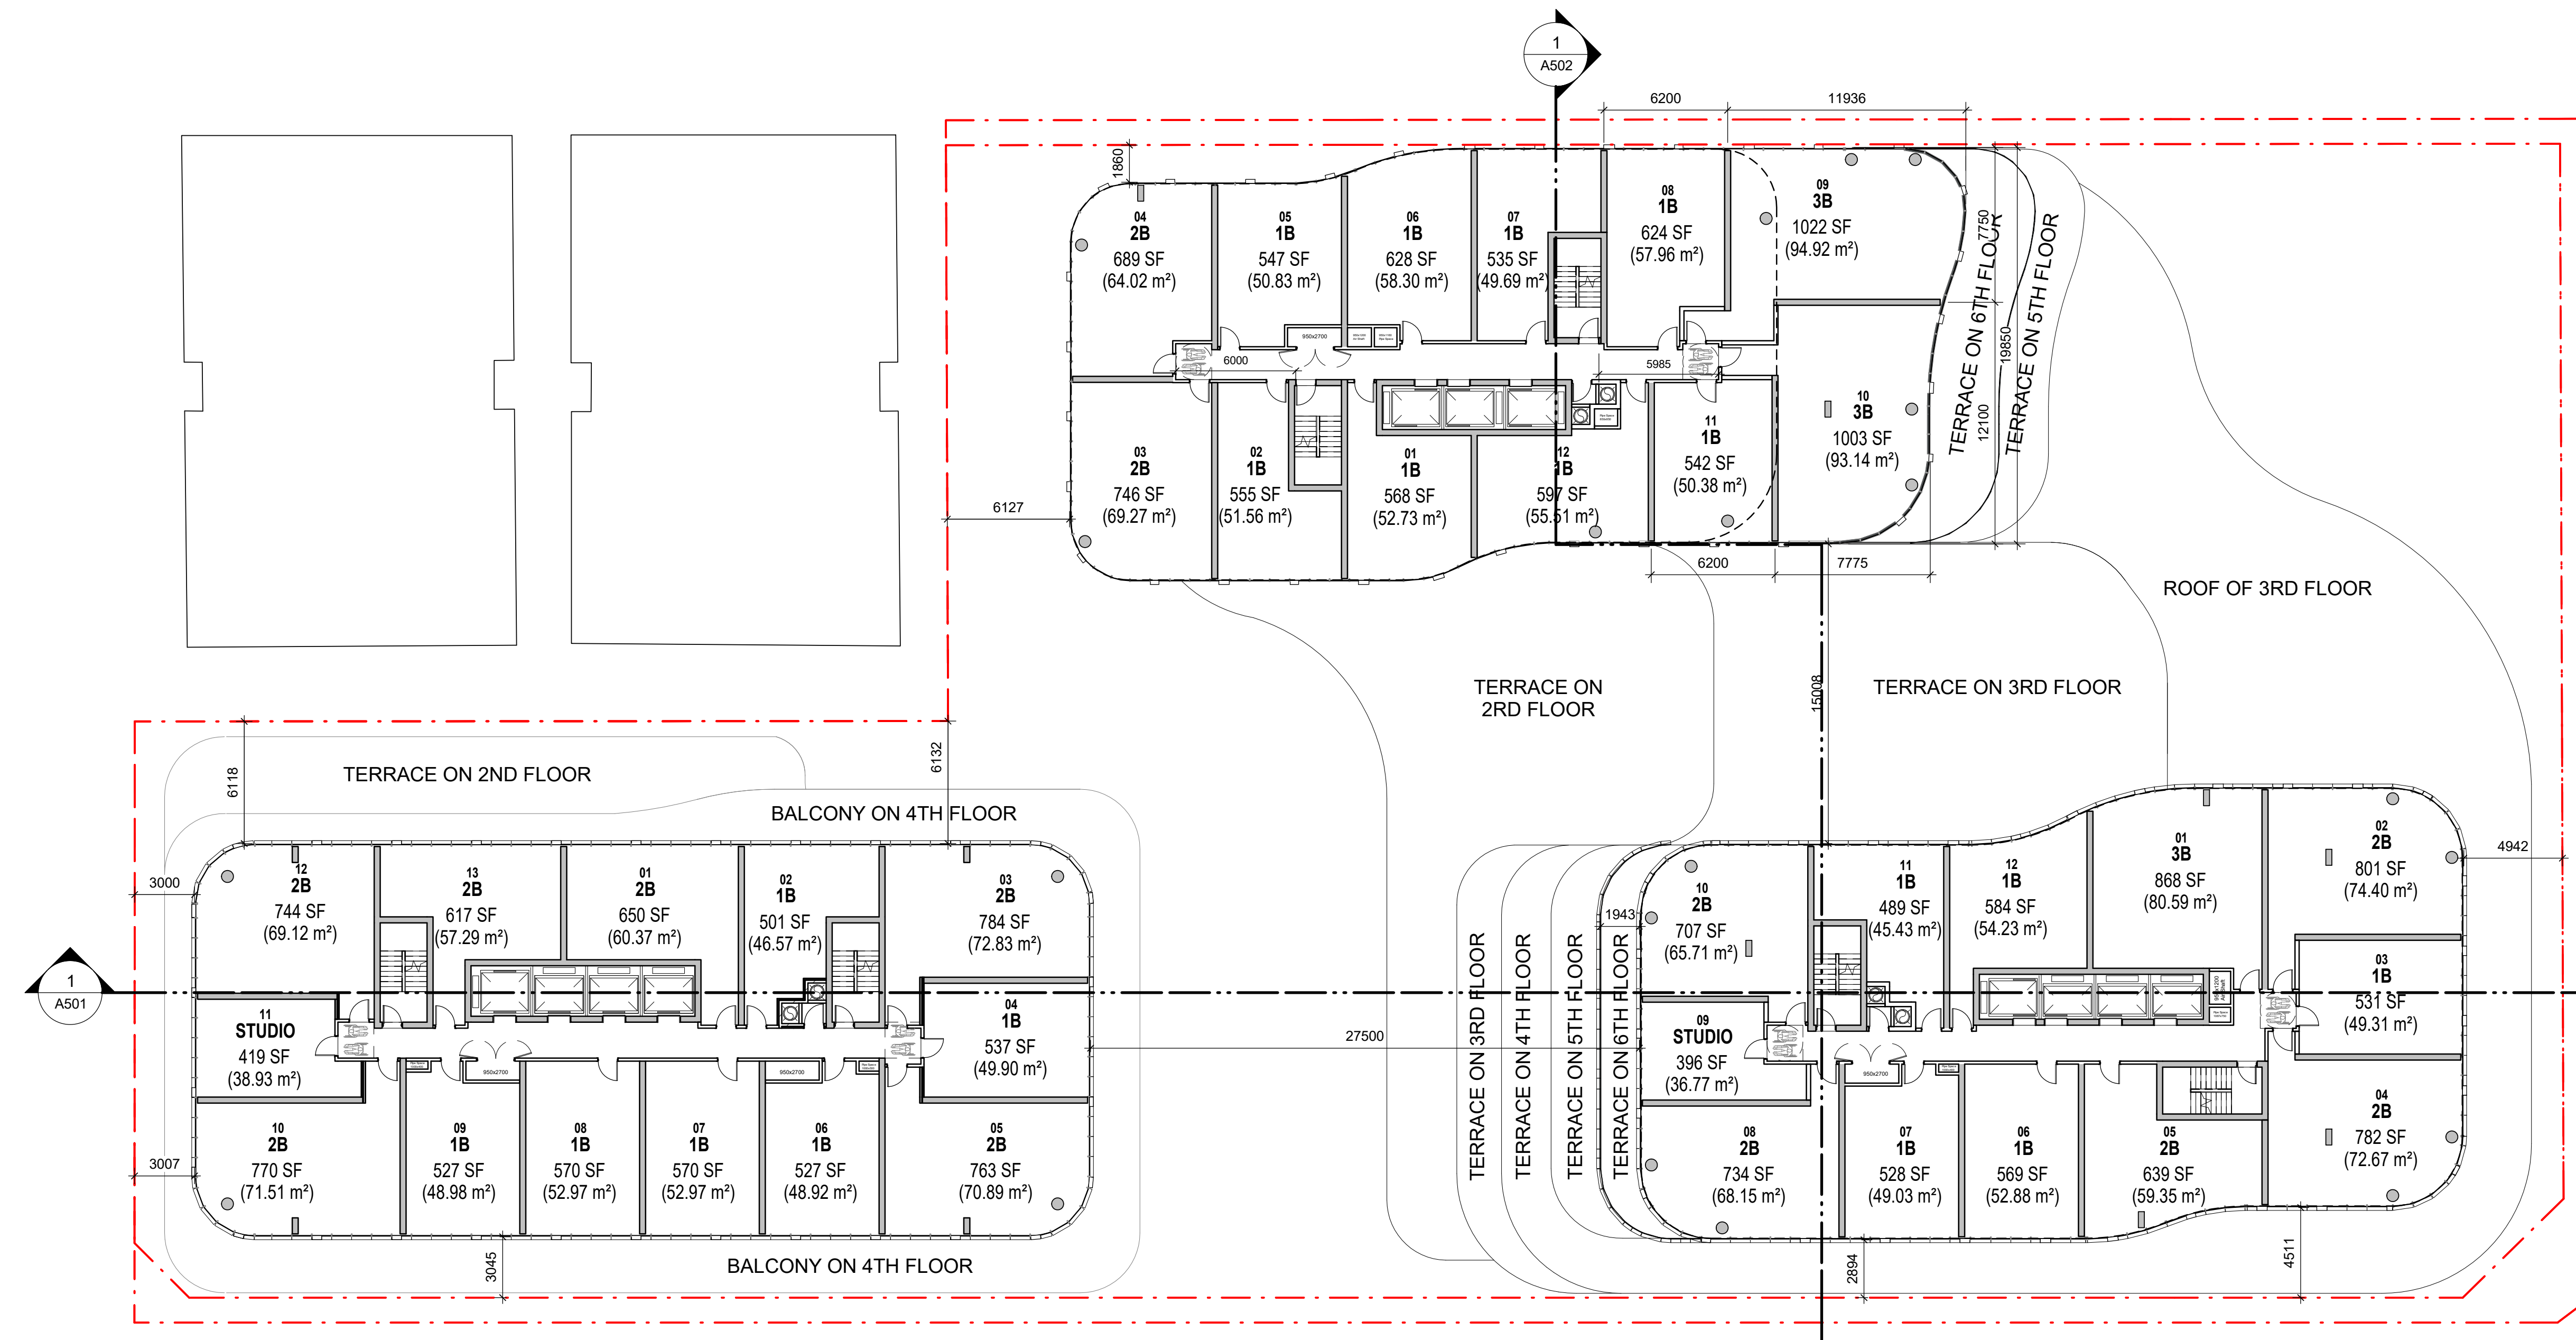 1
A502
6200
11936
1860
04
2B
689 SF
(64.02 m²)
05
1B
547 SF
(50.83 m²)
06
1B
628 SF
(58.30 m²)
07
1B
535 SF
(49.69 m²)
08
1B
624 SF
(57.96 m²)
09
3B
1022 SF
(94.92 m²)
7750
TERRACE ON 6TH FLOOR
19850
12100
TERRACE ON 5TH FLOOR
950x2700
6000
5985
03
2B
746 SF
(69.27 m²)
02
1B
555 SF
(51.56 m²)
01
1B
568 SF
(52.73 m²)
12
1B
597 SF
(55.51 m²)
11
1B
542 SF
(50.38 m²)
10
3B
1003 SF
(93.14 m²)
6127
6200
7775
ROOF OF 3RD FLOOR
TERRACE ON
2RD FLOOR
15008
TERRACE ON 3RD FLOOR
6118
TERRACE ON 2ND FLOOR
6132
BALCONY ON 4TH FLOOR
3000
12
2B
744 SF
(69.12 m²)
13
2B
617 SF
(57.29 m²)
01
2B
650 SF
(60.37 m²)
02
1B
501 SF
(46.57 m²)
03
2B
784 SF
(72.83 m²)
1
A501
11
STUDIO
419 SF
(38.93 m²)
04
1B
537 SF
(49.90 m²)
950x2700
950x2700
3007
10
2B
770 SF
(71.51 m²)
09
1B
527 SF
(48.98 m²)
08
1B
570 SF
(52.97 m²)
07
1B
570 SF
(52.97 m²)
06
1B
527 SF
(48.92 m²)
05
2B
763 SF
(70.89 m²)
3045
BALCONY ON 4TH FLOOR
27500
TERRACE ON 3RD FLOOR
TERRACE ON 4TH FLOOR
TERRACE ON 5TH FLOOR
TERRACE ON 6TH FLOOR
1943
10
2B
707 SF
(65.71 m²)
11
1B
489 SF
(45.43 m²)
12
1B
584 SF
(54.23 m²)
01
3B
868 SF
(80.59 m²)
02
2B
801 SF
(74.40 m²)
4942
03
1B
531 SF
(49.31 m²)
09
STUDIO
396 SF
(36.77 m²)
950x2700
08
2B
734 SF
(68.15 m²)
07
1B
528 SF
(49.03 m²)
06
1B
569 SF
(52.88 m²)
05
2B
639 SF
(59.35 m²)
04
2B
782 SF
(72.67 m²)
2894
4511